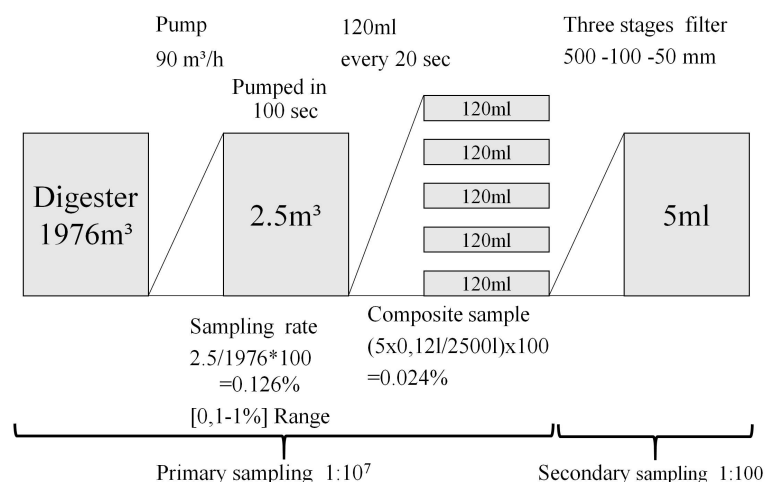 Pump
90 m³/h
120ml
every 20 sec
Three stages filter
500 -100 -50 mm
Pumped in
100 sec
Digester
1976m³
2.5m³
120ml
120ml
120ml
120ml
120ml
5ml
Sampling rate
2.5/1976*100
=0.126%
[0,1-1%] Range
Composite sample
(5x0,12l/2500l)x100
=0.024%
Primary sampling 1:10⁷
Secondary sampling 1:100